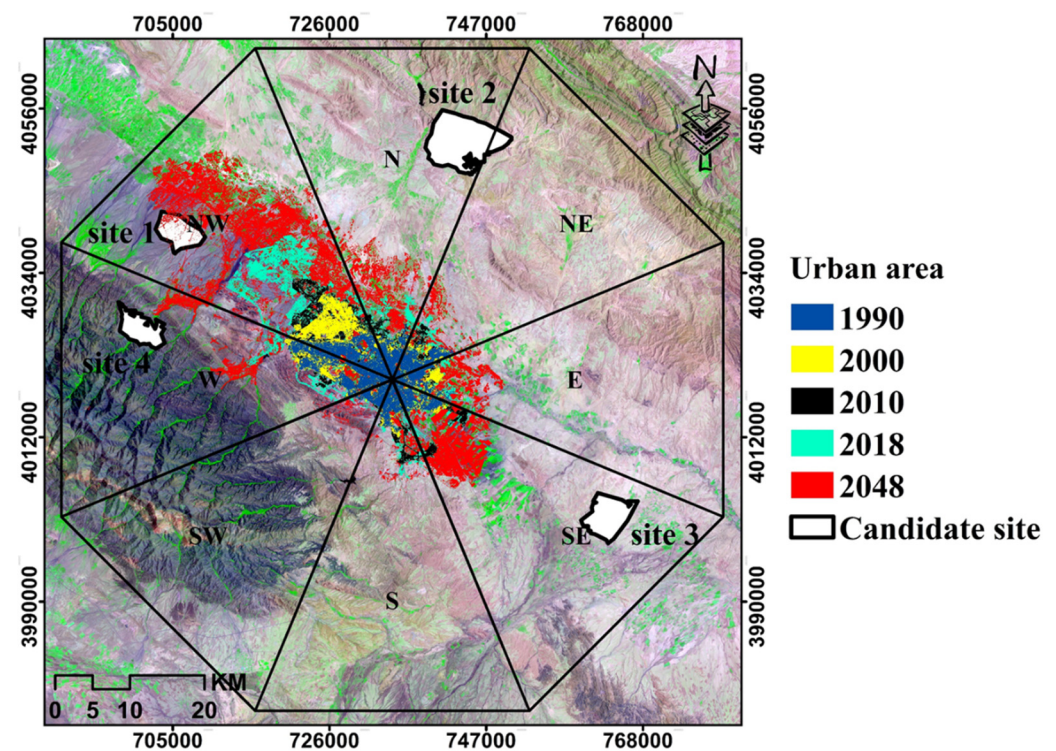 705000 726000 747000 768000
N
site 2
4056000 4056000
N
site 1 NW NE
4034000 4034000
site 4
W E
4012000 4012000
SW SE site 3
S
3990000 3990000
KM
0 5 10 20
705000 726000 747000 768000
Urban area
1990
2000
2010
2018
2048
Candidate site